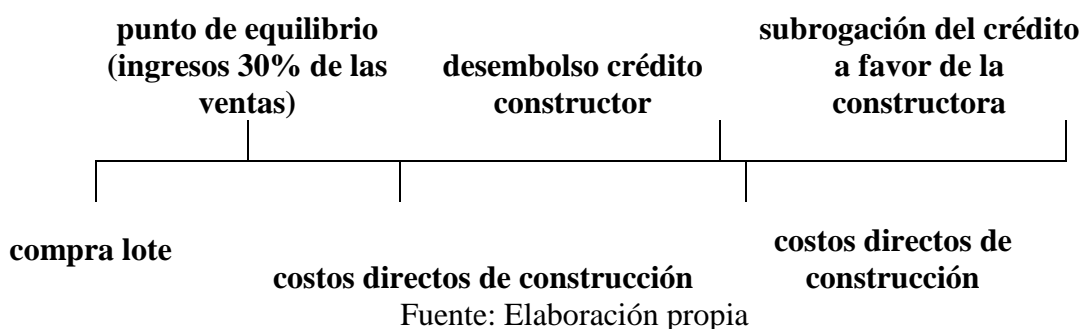 punto de equilibrio
(ingresos 30% de las
ventas)
desembolso crédito
constructor
subrogación del crédito
a favor de la
constructora
compra lote
costos directos de construcción
costos directos de
construcción
Fuente: Elaboración propia